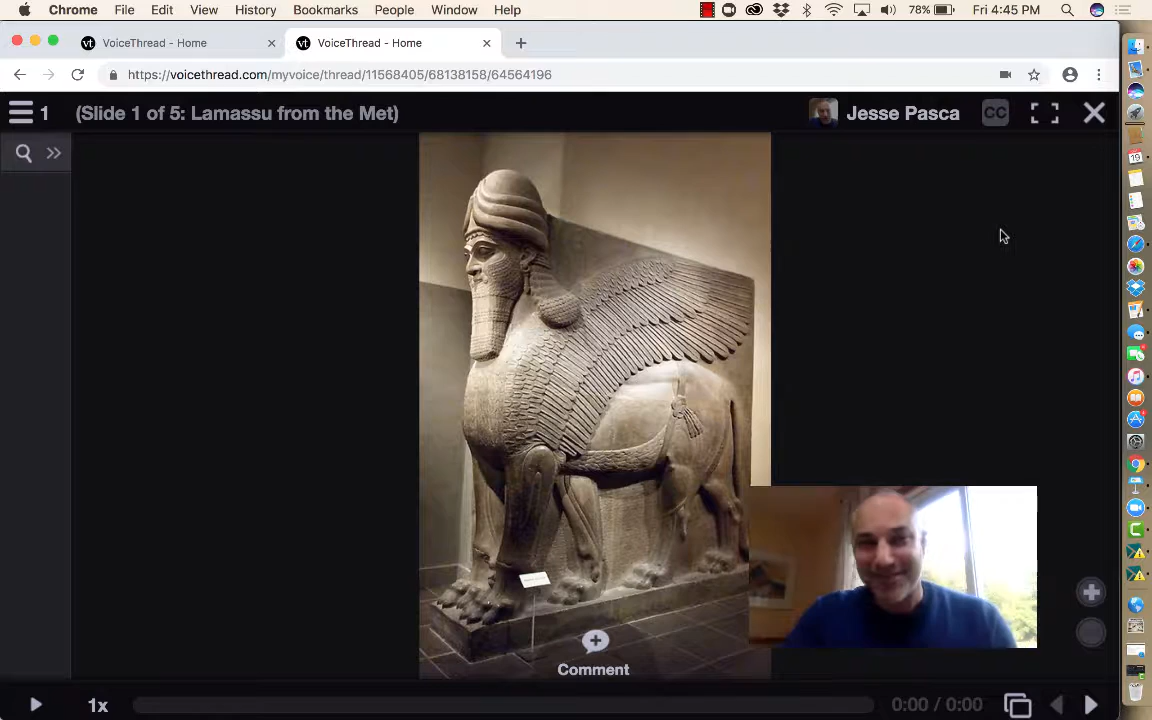 Chrome File Edit View History Bookmarks People Window Help 78% Fri 4:45 PM
vt VoiceThread - Home vt VoiceThread - Home
https://voicethread.com/myvoice/thread/11568405/68138158/64564196
1 (Slide 1 of 5: Lamassu from the Met) Jesse Pasca CC
Comment
1x 0:00 / 0:00